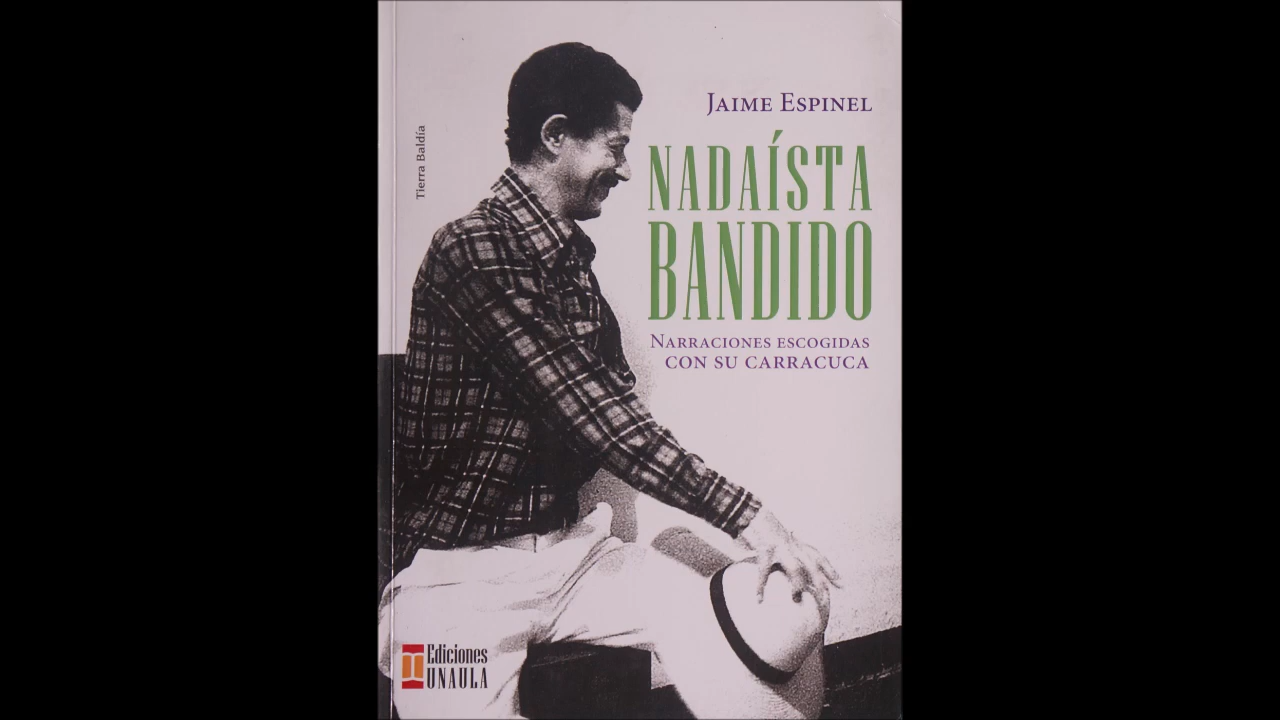 Tierra Baldía
JAIME ESPINEL
NADAÍSTA
BANDIDO
NARRACIONES ESCOGIDAS
CON SU CARRACUCA
Ediciones
UNAULA